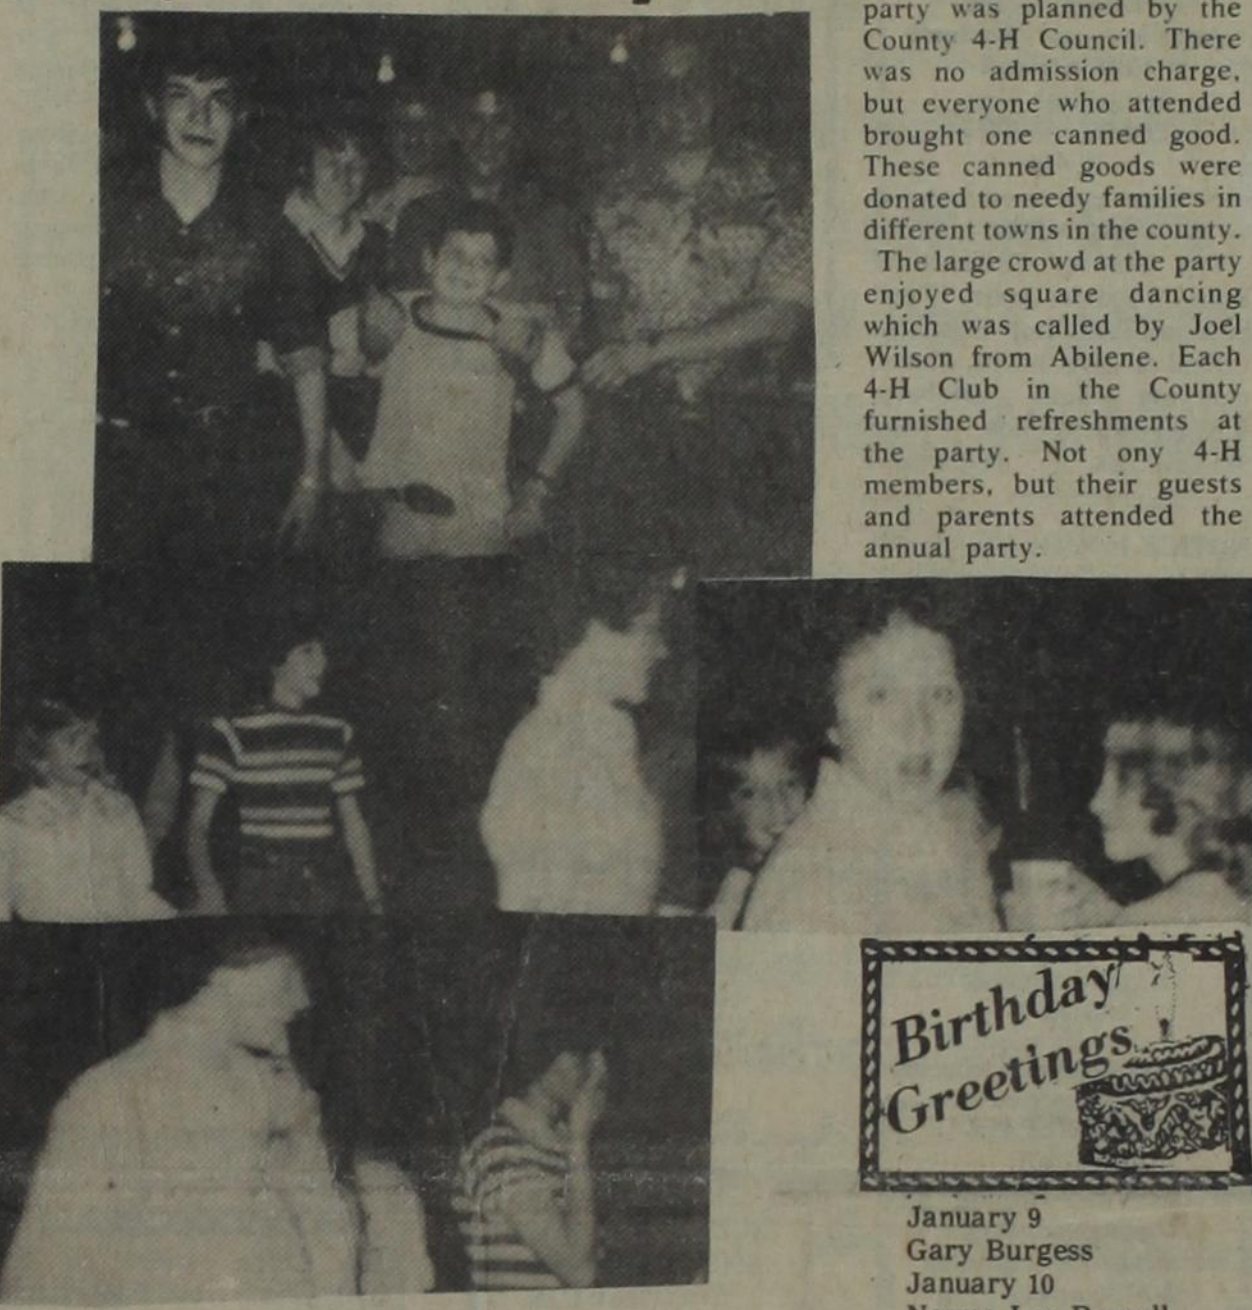 party was planned by the
County 4-H Council. There
was no admission charge,
but everyone who attended
brought one canned good.
These canned goods were
donated to needy families in
different towns in the county.
The large crowd at the party
enjoyed square dancing
which was called by Joel
Wilson from Abilene. Each
4-H Club in the County
furnished refreshments at
the party. Not ony 4-H
members, but their guests
and parents attended the
annual party.
Birthday
Greetings
January 9
Gary Burgess
January 10